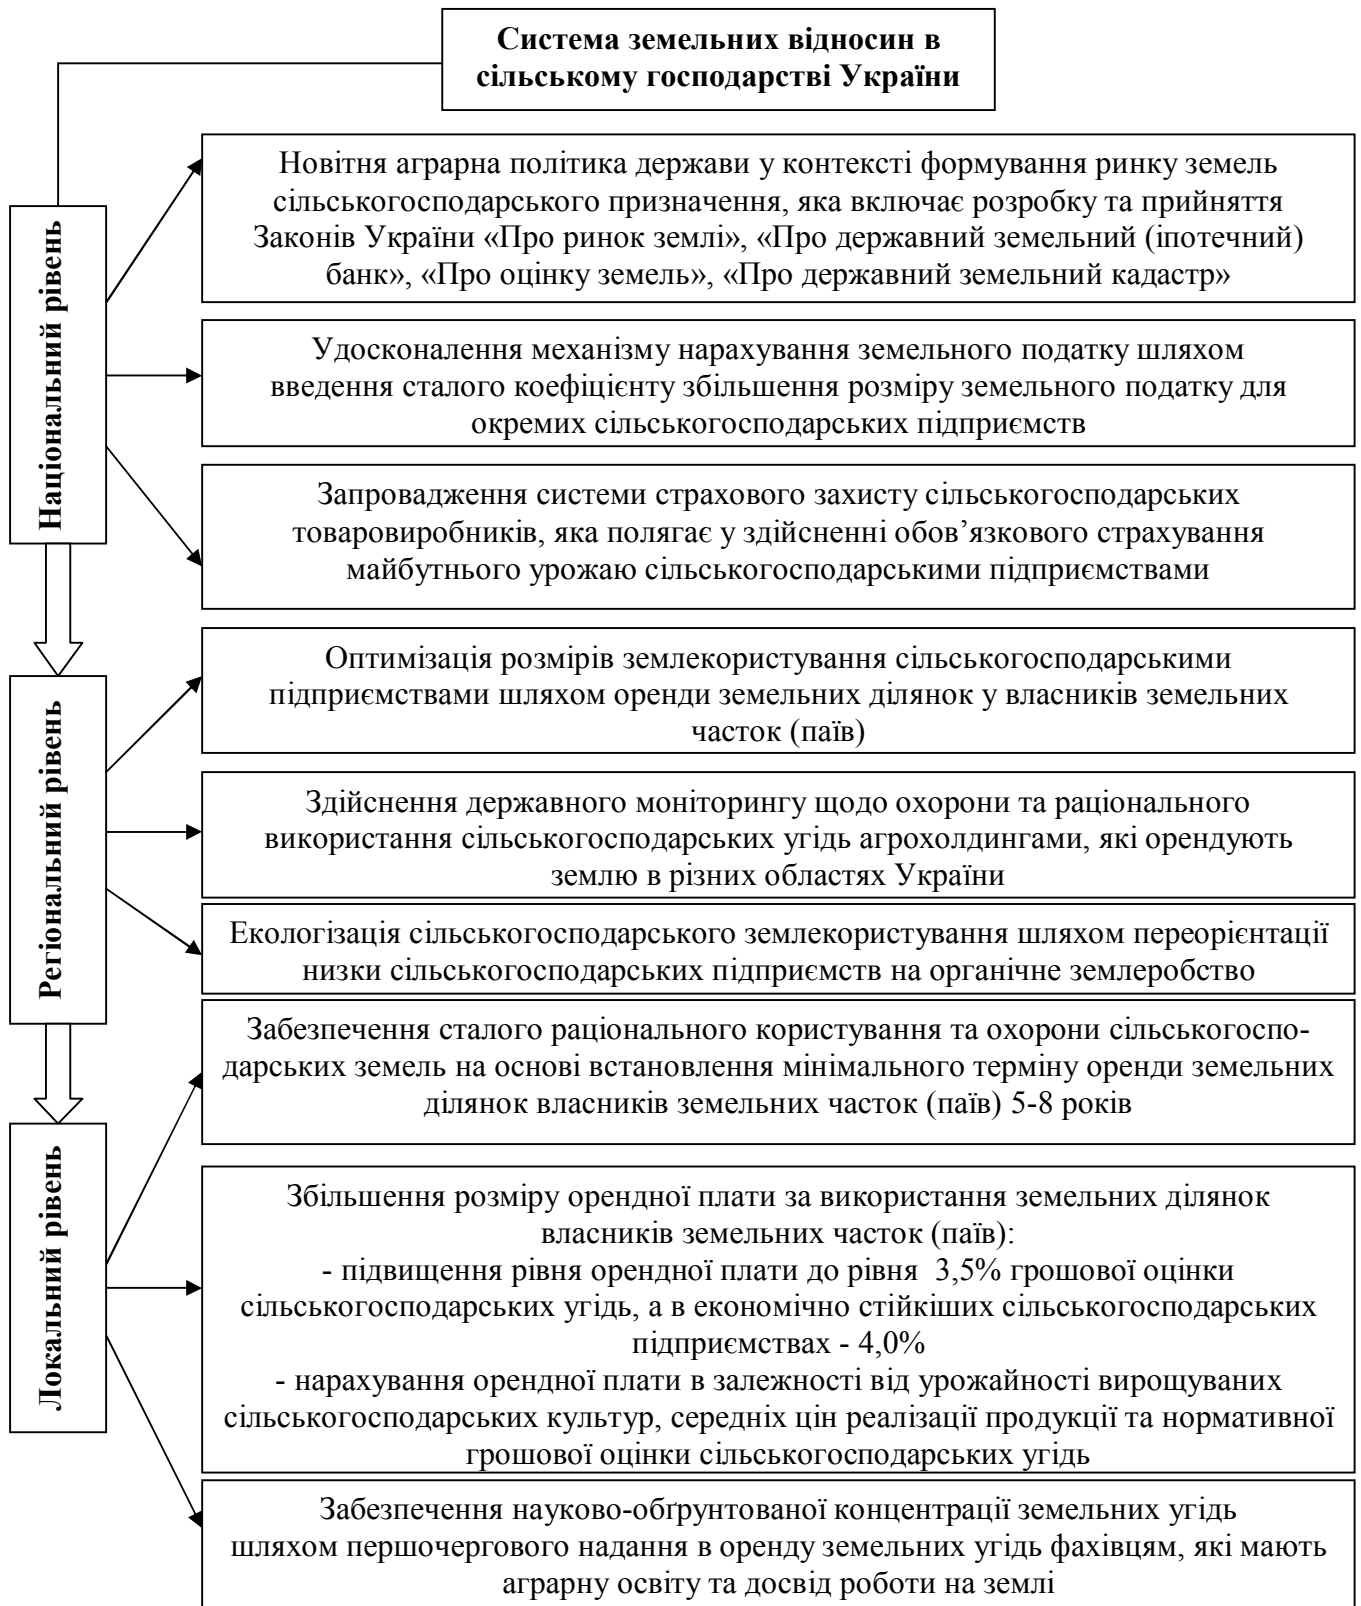 Система земельних відносин в
сільському господарстві України
Національний рівень
Новітня аграрна політика держави у контексті формування ринку земель
сільськогосподарського призначення, яка включає розробку та прийняття
Законів України «Про ринок землі», «Про державний земельний (іпотечний)
банк», «Про оцінку земель», «Про державний земельний кадастр»
Удосконалення механізму нарахування земельного податку шляхом
введення сталого коефіцієнту збільшення розміру земельного податку для
окремих сільськогосподарських підприємств
Запровадження системи страхового захисту сільськогосподарських
товаровиробників, яка полягає у здійсненні обов’язкового страхування
майбутнього урожаю сільськогосподарськими підприємствами
Регіональний рівень
Оптимізація розмірів землекористування сільськогосподарськими
підприємствами шляхом оренди земельних ділянок у власників земельних
часток (паїв)
Здійснення державного моніторингу щодо охорони та раціонального
використання сільськогосподарських угідь агрохолдингами, які орендують
землю в різних областях України
Екологізація сільськогосподарського землекористування шляхом переорієнтації
низки сільськогосподарських підприємств на органічне землеробство
Локальний рівень
Забезпечення сталого раціонального користування та охорони сільськогоспо-
дарських земель на основі встановлення мінімального терміну оренди земельних
ділянок власників земельних часток (паїв) 5-8 років
Збільшення розміру орендної плати за використання земельних ділянок
власників земельних часток (паїв):
- підвищення рівня орендної плати до рівня 3,5% грошової оцінки
сільськогосподарських угідь, а в економічно стійкіших сільськогосподарських
підприємствах - 4,0%
- нарахування орендної плати в залежності від урожайності вирощуваних
сільськогосподарських культур, середніх цін реалізації продукції та нормативної
грошової оцінки сільськогосподарських угідь
Забезпечення науково-обґрунтованої концентрації земельних угідь
шляхом першочергового надання в оренду земельних угідь фахівцям, які мають
аграрну освіту та досвід роботи на землі